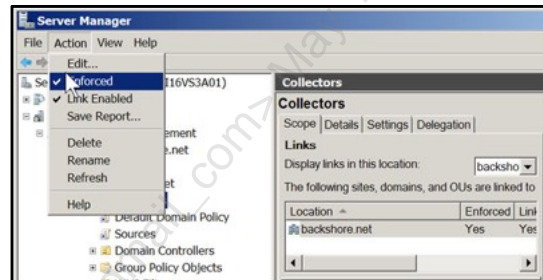 Server Manager
File Action View Help
Edit...
Enforced
Link Enabled
Save Report...
Delete
Rename
Refresh
Help
I16VS3A01)
ement
e.net
et
Default Domain Policy
Sources
Domain Controllers
Group Policy Objects
Collectors
Collectors
Scope Details Settings Delegation
Links
Display links in this location: backsho
The following sites, domains, and OUs are linked to
Location Enforced Link
backshore.net Yes Yes